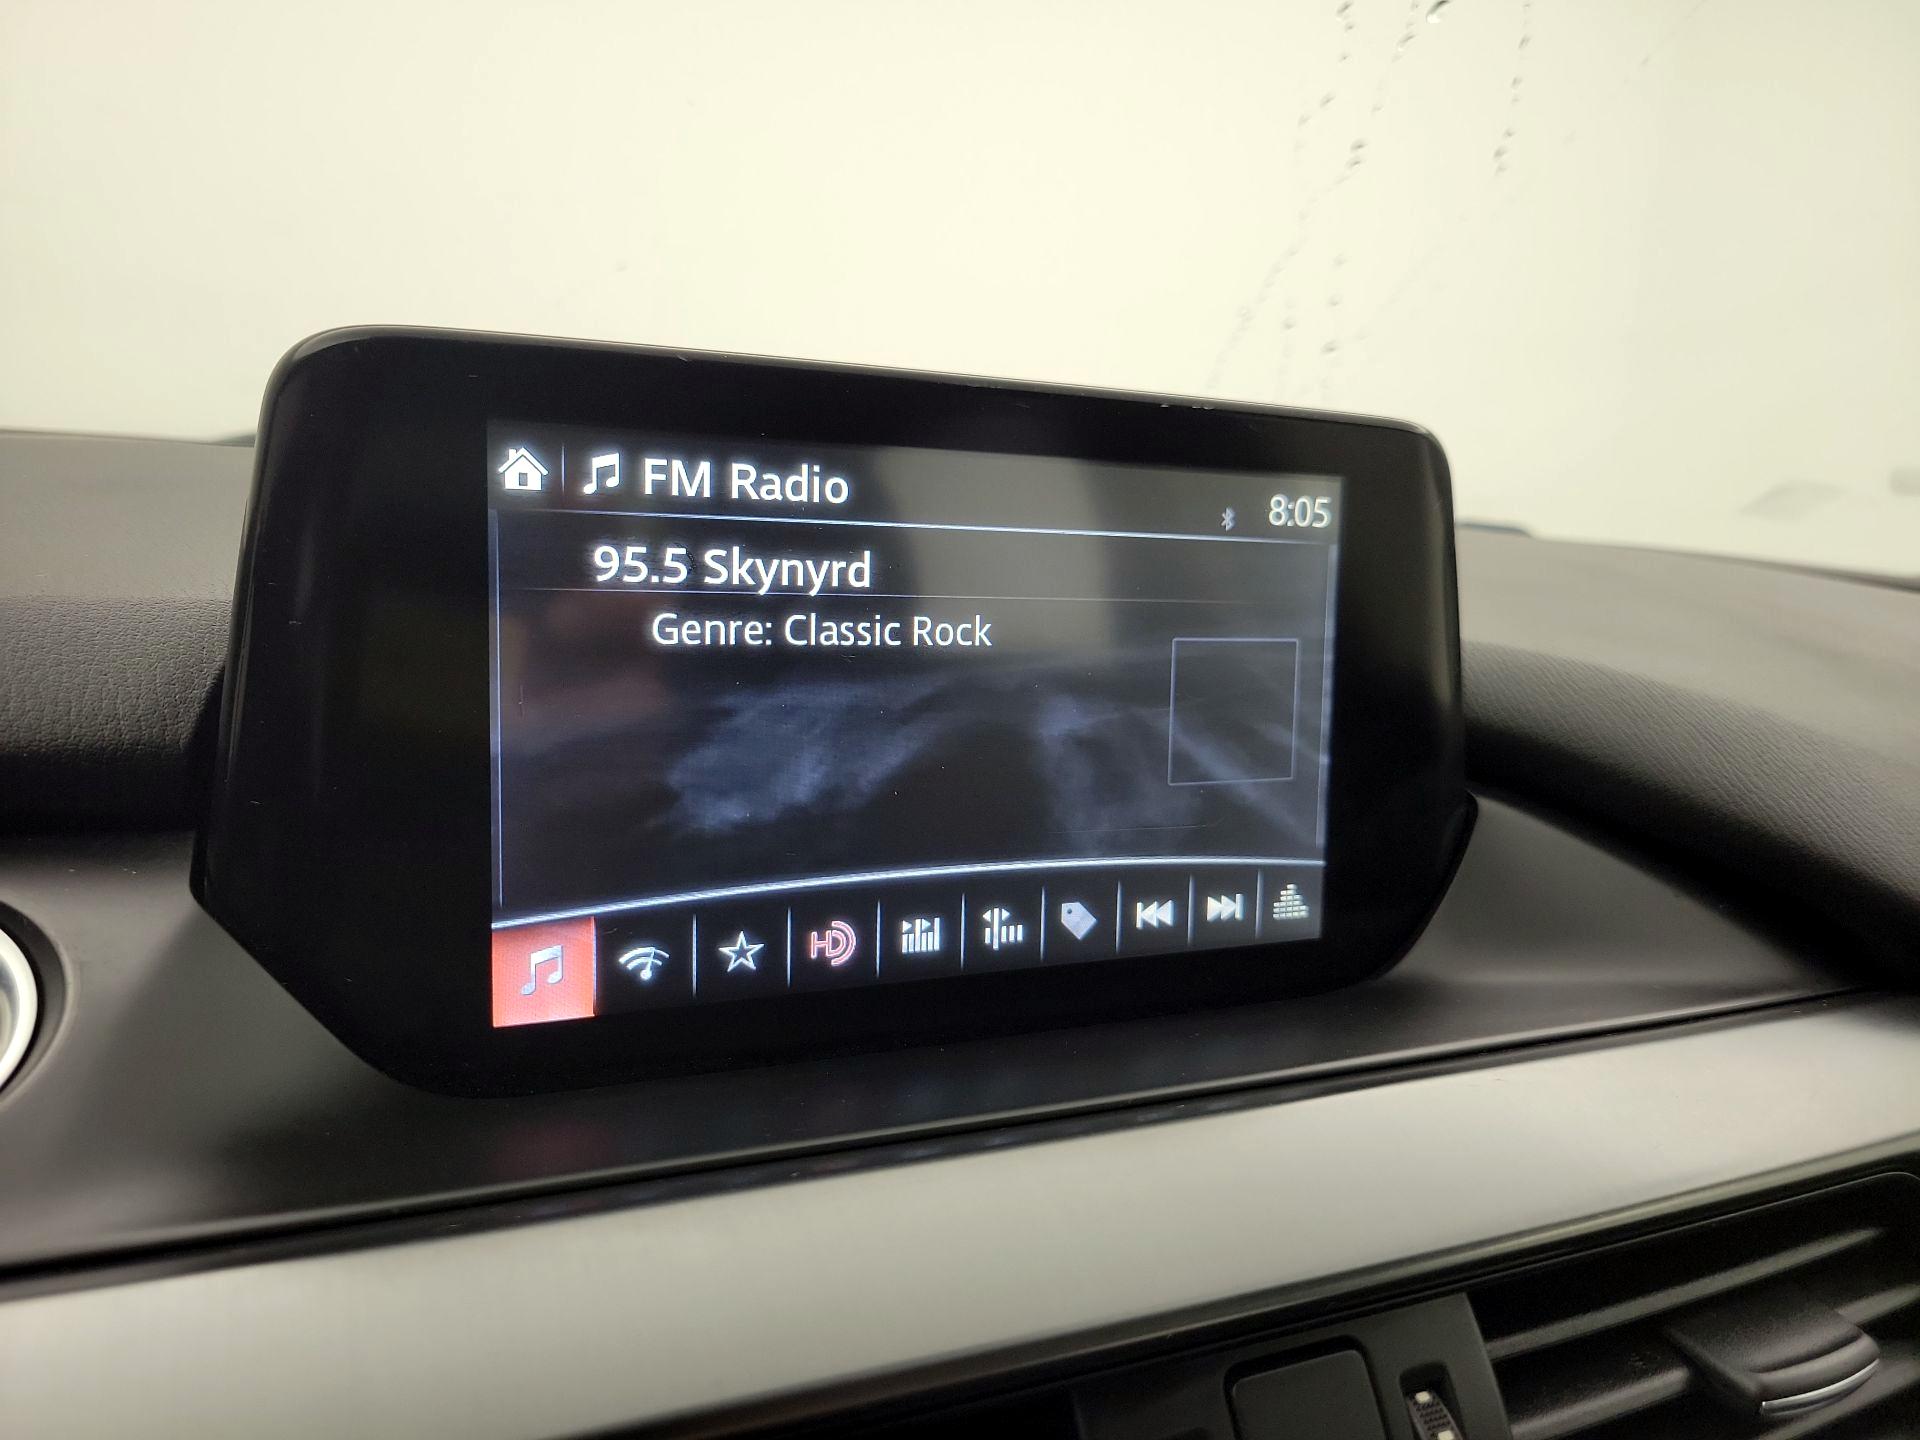 FM Radio
8:05
95.5 Skynyrd
Genre: Classic Rock
HD